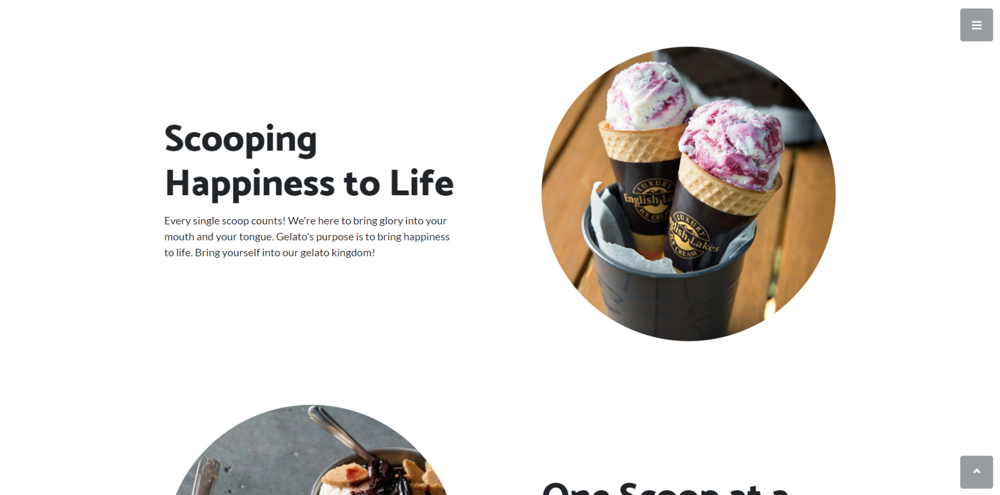 Scooping
Happiness to Life
Every single scoop counts! We're here to bring glory into your
mouth and your tongue. Gelato's purpose is to bring happiness
to life. Bring yourself into our gelato kingdom!
LUXURY
English La
ICE CREAM
LUXURY
nglish Lakes
ICE CREAM
One Scoop at a